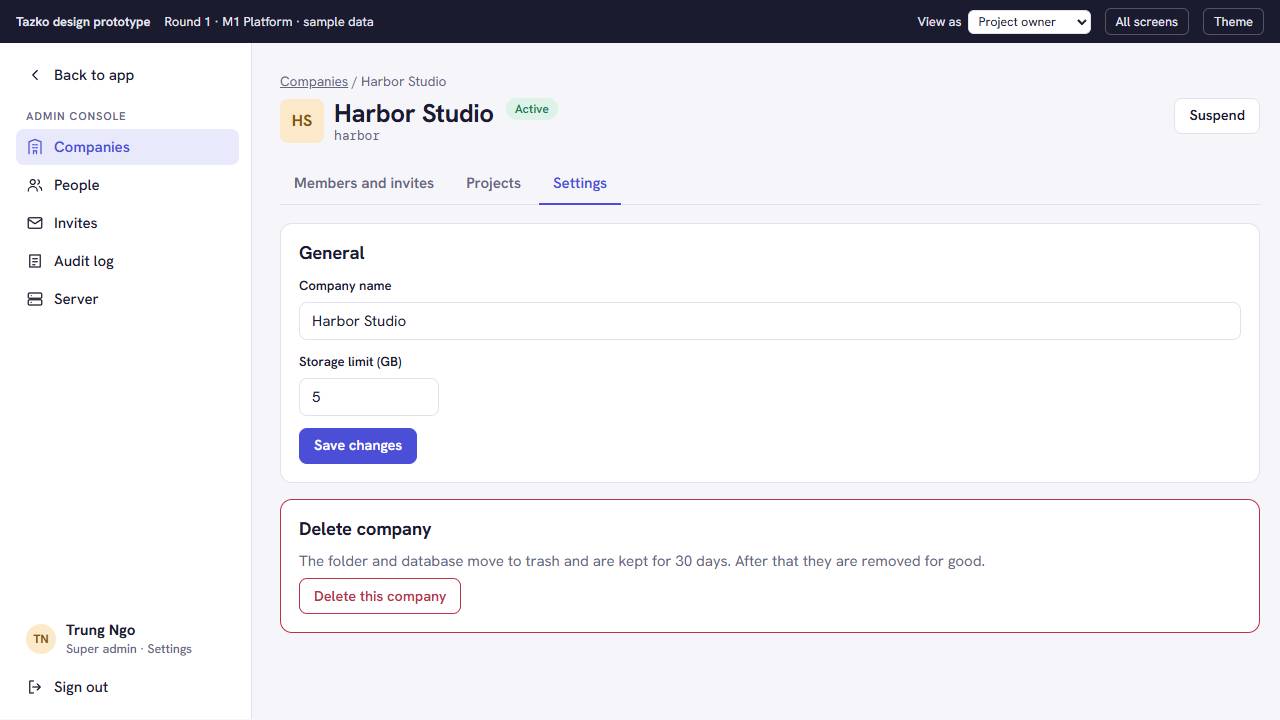 Tazko design prototype Round 1 · M1 Platform · sample data View as Project owner All screens Theme
Back to app
ADMIN CONSOLE
Companies
People
Invites
Audit log
Server
TN Trung Ngo
Super admin · Settings
Sign out
Companies / Harbor Studio
HS Harbor Studio Active
harbor
Suspend
Members and invites Projects Settings
General
Company name
Harbor Studio
Storage limit (GB)
5
Save changes
Delete company
The folder and database move to trash and are kept for 30 days. After that they are removed for good.
Delete this company